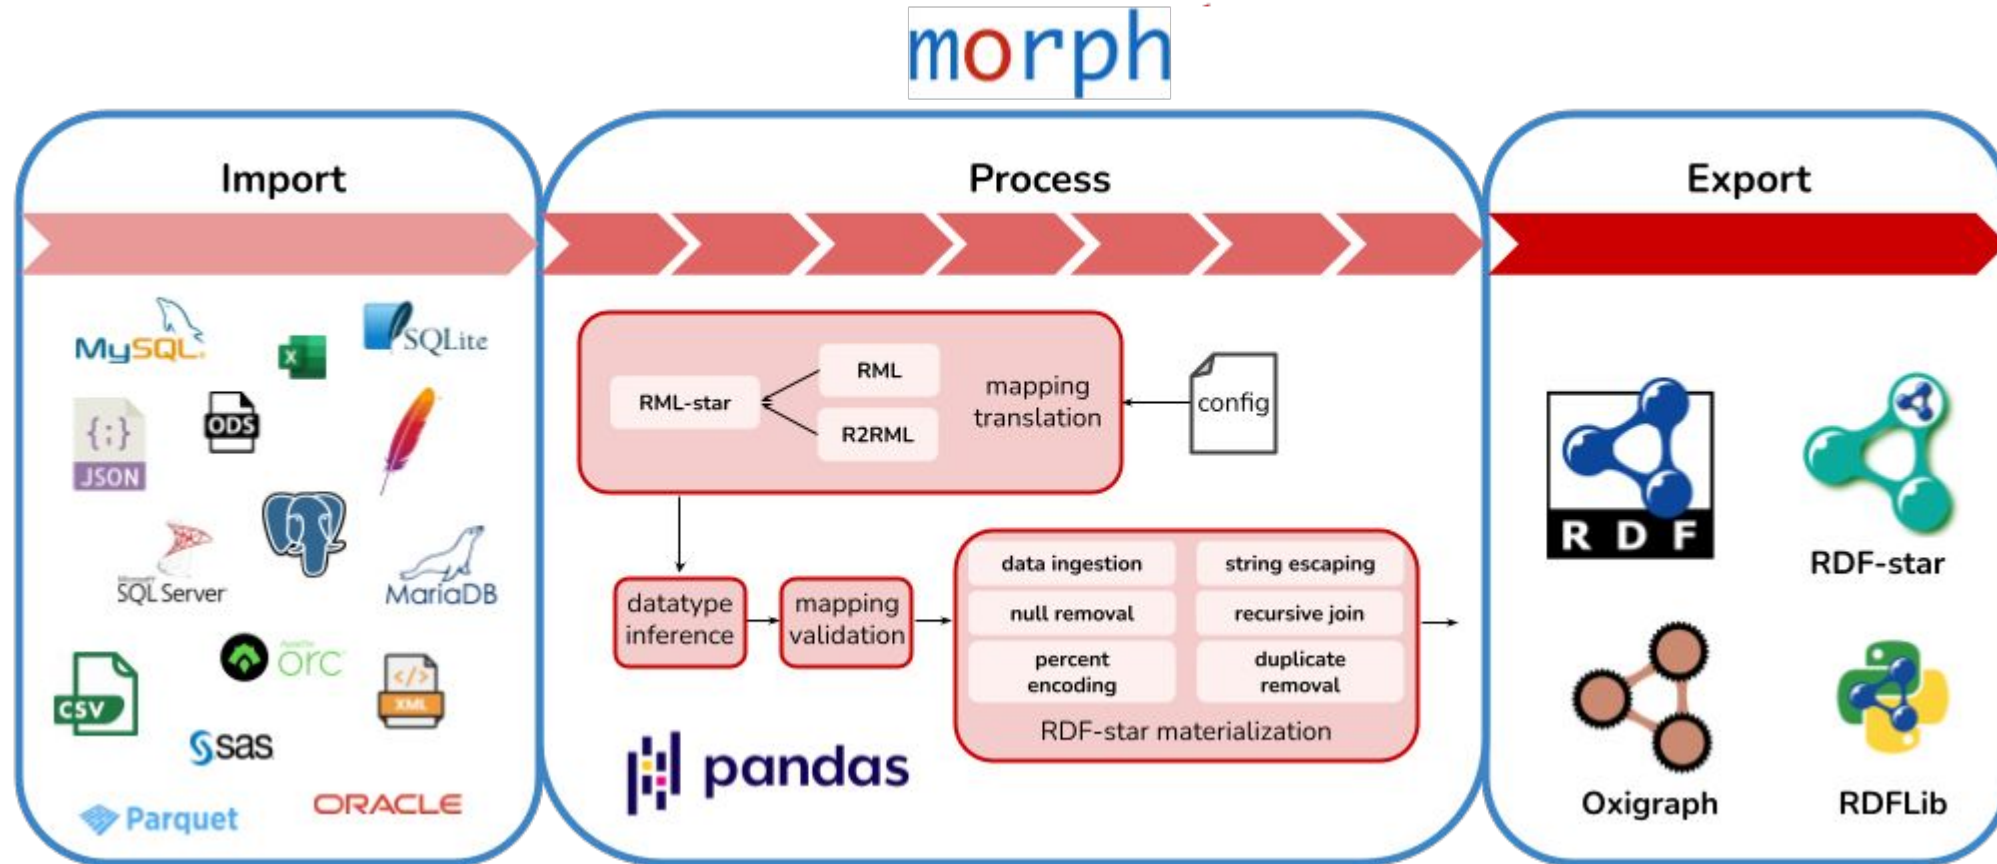 morph
Import
Process
Export
MySQL
X
SQLite
{:}
JSON
ODS
SQL Server
MariaDB
orc
CSV
</>
XML
sas
Parquet
ORACLE
RML-star
RML
R2RML
mapping
translation
config
datatype
inference
mapping
validation
data ingestion
string escaping
null removal
recursive join
percent
encoding
duplicate
removal
RDF-star materialization
pandas
RDF
RDF-star
Oxigraph
RDFLib